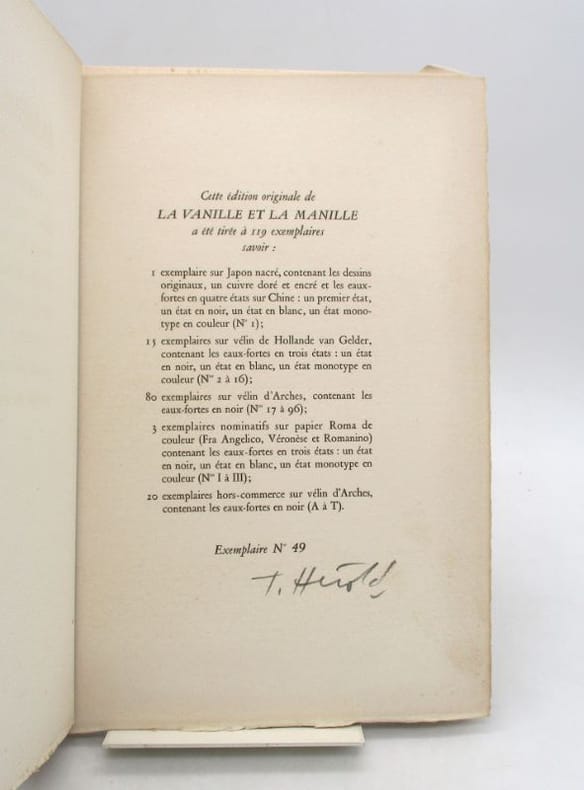 Cette édition originale de
LA VANILLE ET LA MANILLE
a été tirée à 119 exemplaires
savoir :
1 exemplaire sur Japon nacré, contenant les dessins
originaux, un cuivre doré et encré et les eaux-
fortes en quatre états sur Chine : un premier état,
un état en noir, un état en blanc, un état mono-
type en couleur (N° 1);
15 exemplaires sur vélin de Hollande van Gelder,
contenant les eaux-fortes en trois états : un état
en noir, un état en blanc, un état monotype en
couleur (Nos 2 à 16);
80 exemplaires sur vélin d'Arches, contenant les
eaux-fortes en noir (Nos 17 à 96);
3 exemplaires nominatifs sur papier Roma de
couleur (Fra Angelico, Véronèse et Romanino)
contenant les eaux-fortes en trois états : un état
en noir, un état en blanc, un état monotype en
couleur (Nos I à III);
20 exemplaires hors-commerce sur vélin d'Arches,
contenant les eaux-fortes en noir (A à T).
Exemplaire N° 49
J. Hérold